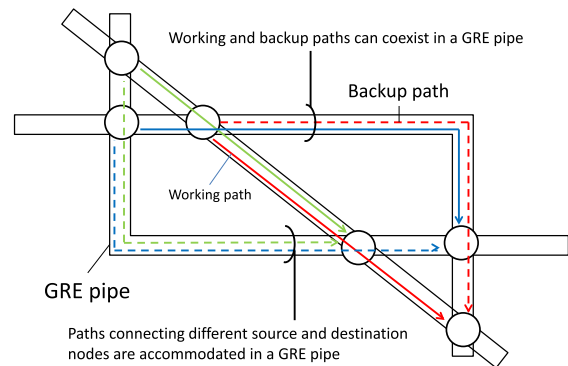 Working and backup paths can coexist in a GRE pipe
Backup path
Working path
GRE pipe
Paths connecting different source and destination
nodes are accommodated in a GRE pipe